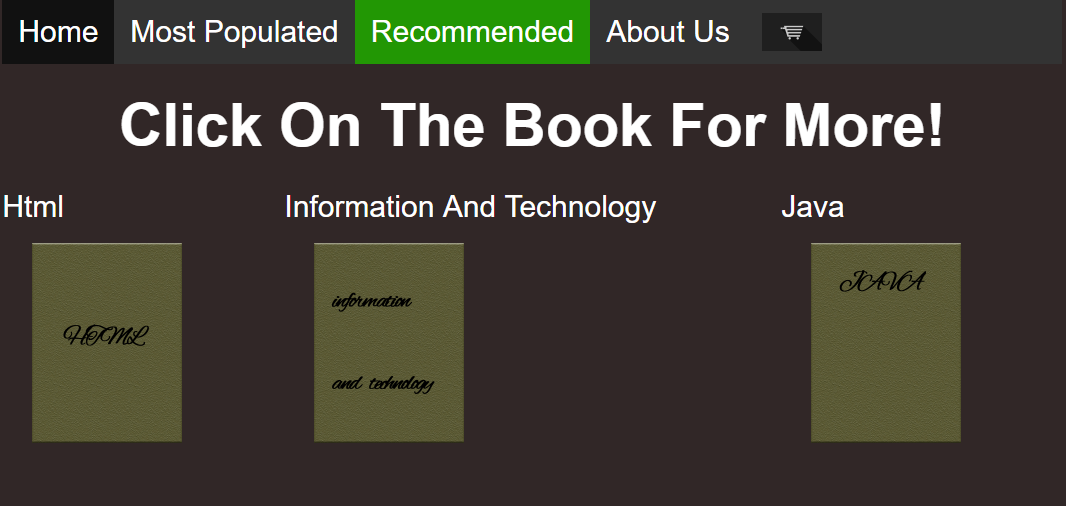 Home Most Populated Recommended About Us
Click On The Book For More!
Html Information And Technology Java
HTML
information
and technology
JAVA